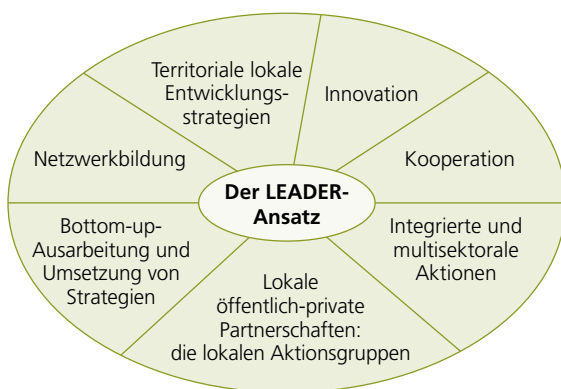 Territoriale lokale
Entwicklungs-
strategien
Innovation
Netzwerkbildung
Kooperation
Der LEADER-
Ansatz
Bottom-up-
Ausarbeitung und
Umsetzung von
Strategien
Integrierte und
multisektorale
Aktionen
Lokale
öffentlich-private
Partnerschaften:
die lokalen Aktionsgruppen